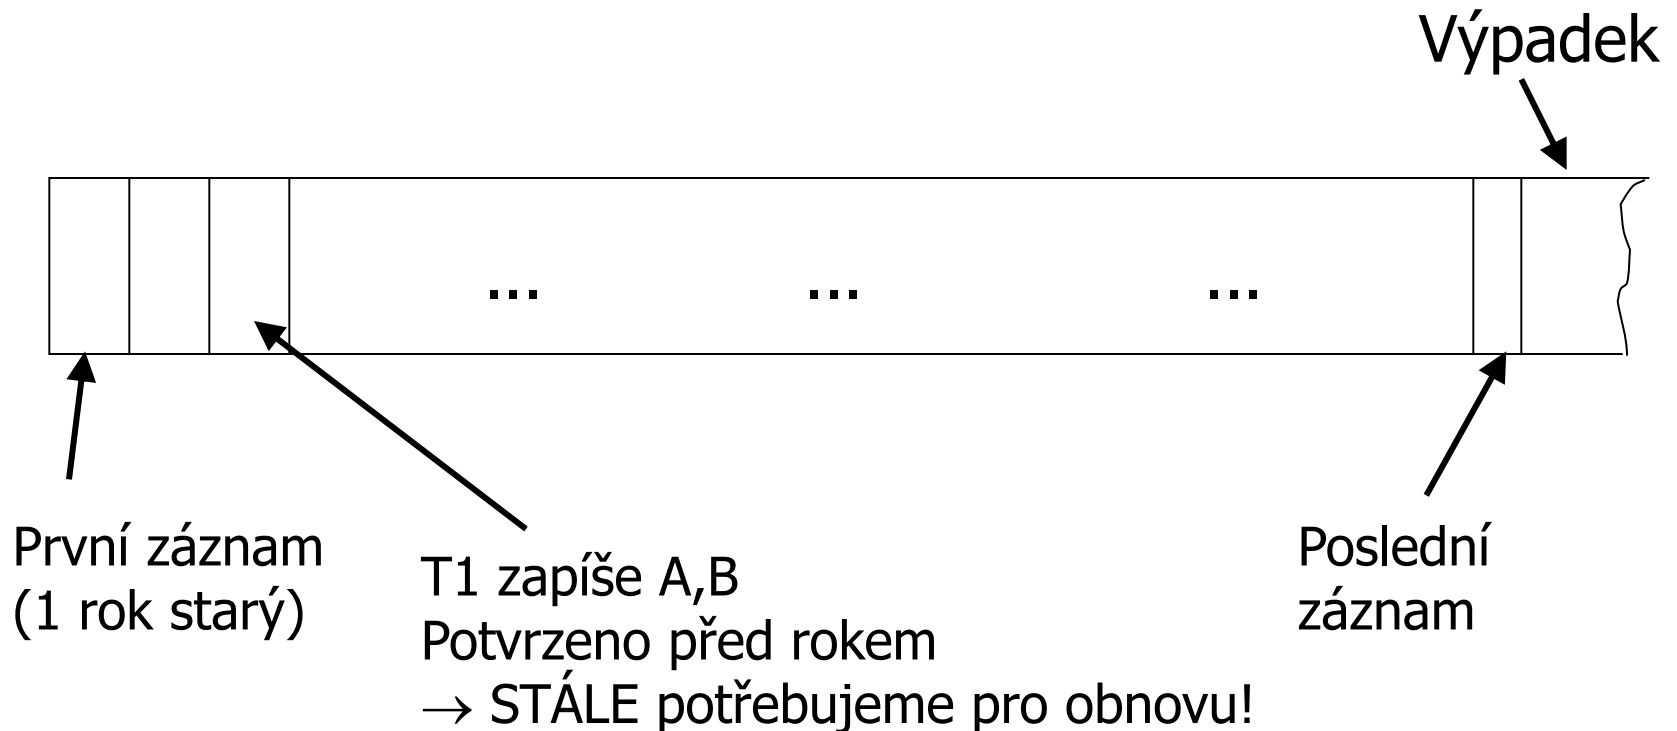 Výpadek
... ... ...
První záznam
(1 rok starý)
T1 zapíše A,B
Potvrzeno před rokem
→ STÁLE potřebujeme pro obnovu!
Poslední
záznam